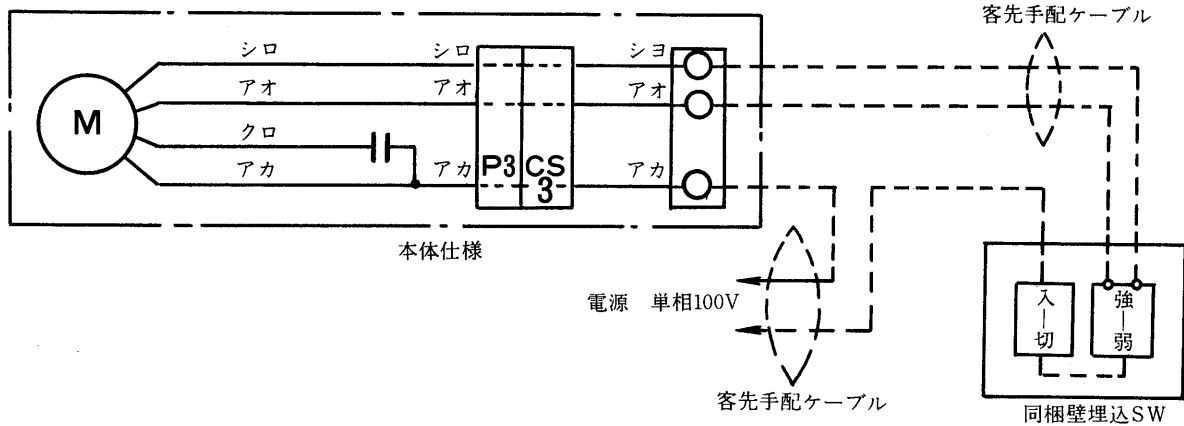 客先手配ケーブル
シロ シロ シヨ
アオ アオ アオ
M
クロ
アカ アカ P3 CS 3 アカ
本体仕様
電源 単相100V
入―切
強―弱
客先手配ケーブル
同梱壁埋込SW